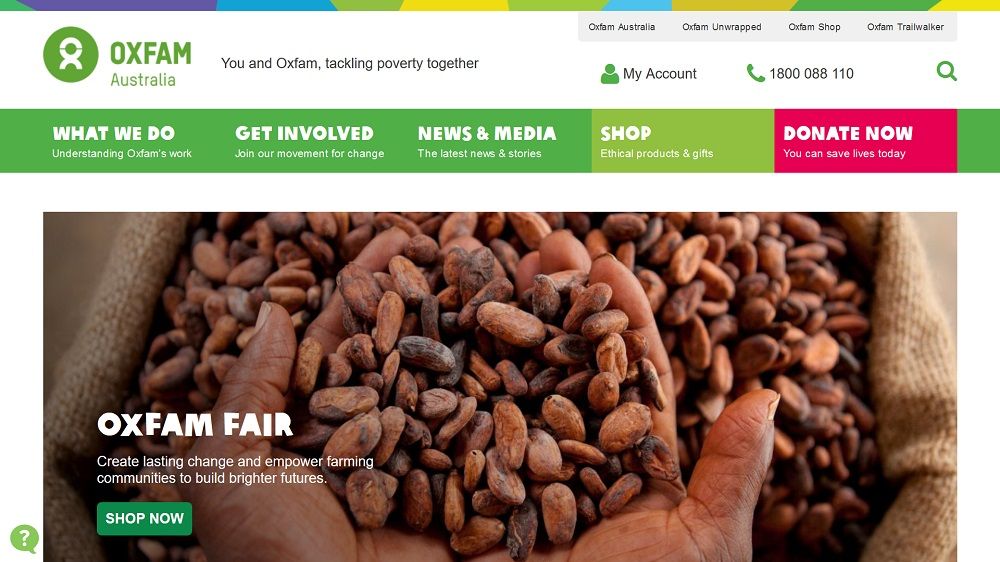 Oxfam Australia Oxfam Unwrapped Oxfam Shop Oxfam Trailwalker
OXFAM
Australia
You and Oxfam, tackling poverty together
My Account
1800 088 110
WHAT WE DO
Understanding Oxfam's work
GET INVOLVED
Join our movement for change
NEWS & MEDIA
The latest news & stories
SHOP
Ethical products & gifts
DONATE NOW
You can save lives today
OXFAM FAIR
Create lasting change and empower farming
communities to build brighter futures.
SHOP NOW
?